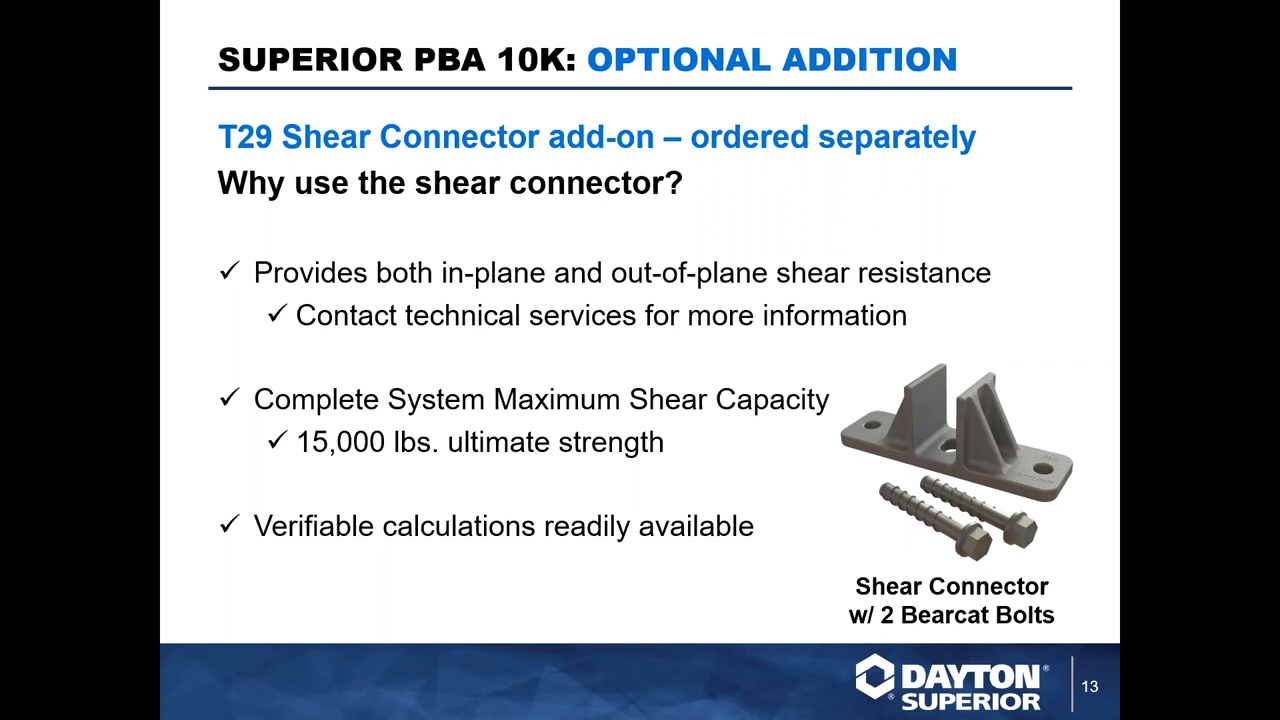 SUPERIOR PBA 10K: OPTIONAL ADDITION
T29 Shear Connector add-on – ordered separately
Why use the shear connector?
✓ Provides both in-plane and out-of-plane shear resistance
✓ Contact technical services for more information
✓ Complete System Maximum Shear Capacity
✓ 15,000 lbs. ultimate strength
✓ Verifiable calculations readily available
Shear Connector
w/ 2 Bearcat Bolts
DAYTON®
® SUPERIOR
13